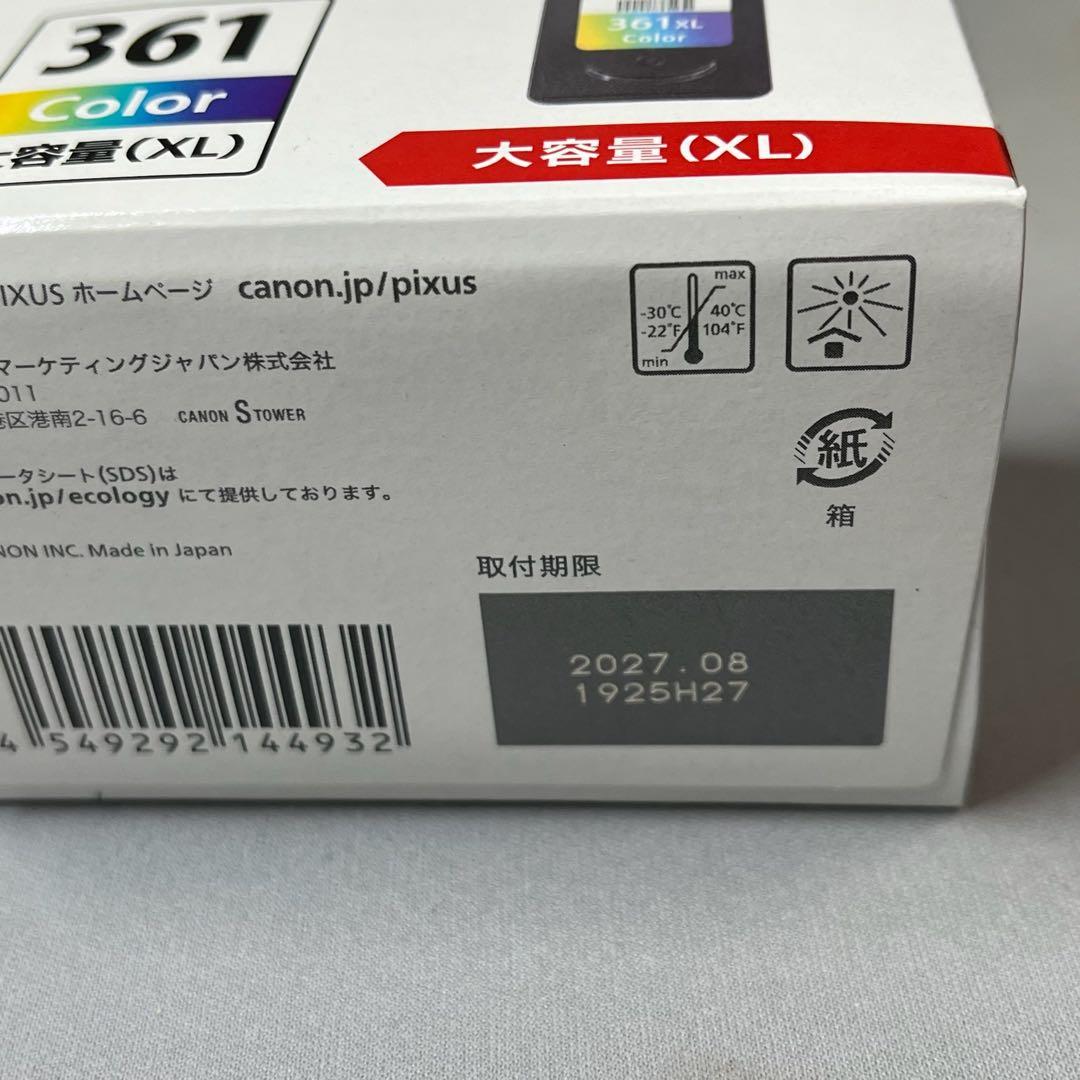 361
Color
大容量(XL)
361XL
Color
大容量(XL)
PIXUS ホームページ canon.jp/pixus
マーケティングジャパン株式会社
011
港区港南2-16-6 CANON S TOWER
ータシート(SDS)は
on.jp/ecology にて提供しております。
NON INC. Made in Japan
max
-30℃ 40℃
-22°F 104°F
min
紙
箱
取付期限
2027.08
1925H27
4 549292 144932